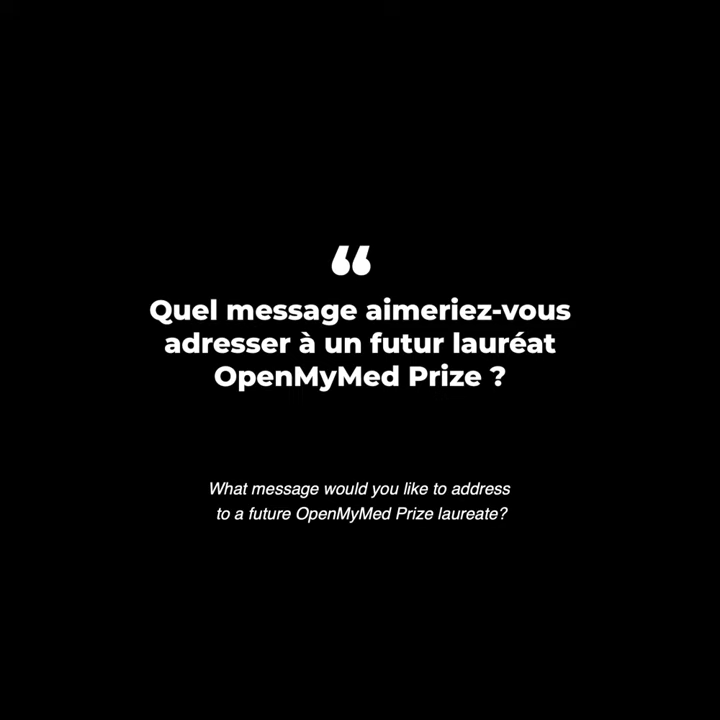 “
Quel message aimeriez-vous
adresser à un futur lauréat
OpenMyMed Prize ?
What message would you like to address
to a future OpenMyMed Prize laureate?